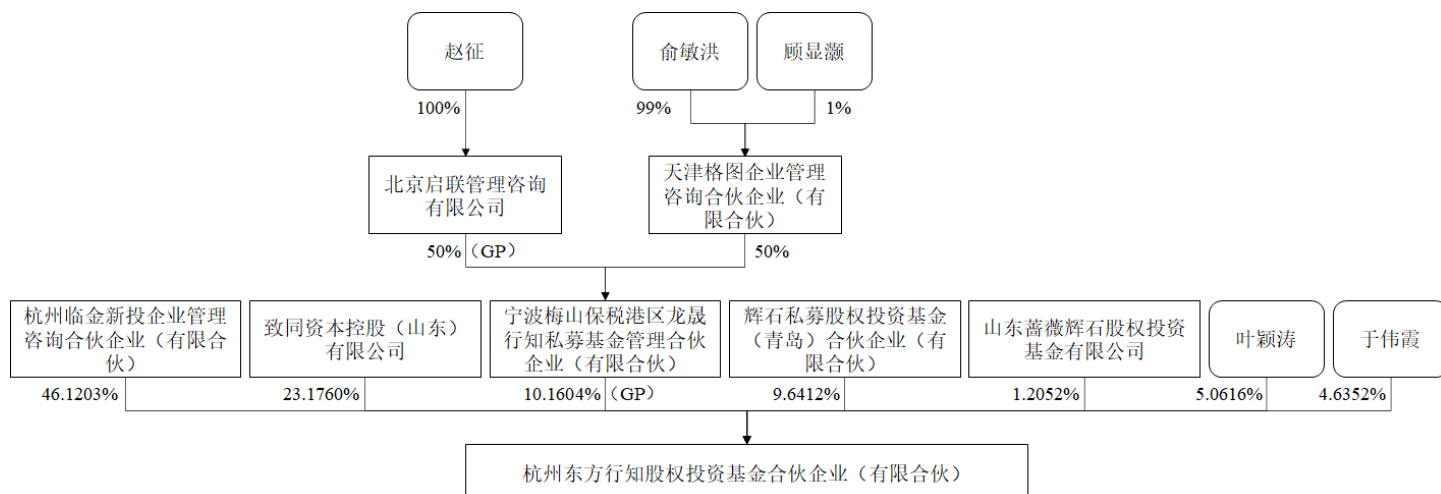 赵征
俞敏洪
顾显灏
100%
99%
1%
北京启联管理咨询
有限公司
天津格图企业管理
咨询合伙企业（有
限合伙）
50%（GP）
50%
杭州临金新投企业管理
咨询合伙企业（有限合
伙）
致同资本控股（山东）
有限公司
宁波梅山保税港区龙晟
行知私募基金管理合伙
企业（有限合伙）
辉石私募股权投资基金
（青岛）合伙企业（有
限合伙）
山东蔷薇辉石股权投资
基金有限公司
叶颖涛
于伟霞
46.1203%
23.1760%
10.1604%（GP）
9.6412%
1.2052%
5.0616%
4.6352%
杭州东方行知股权投资基金合伙企业（有限合伙）